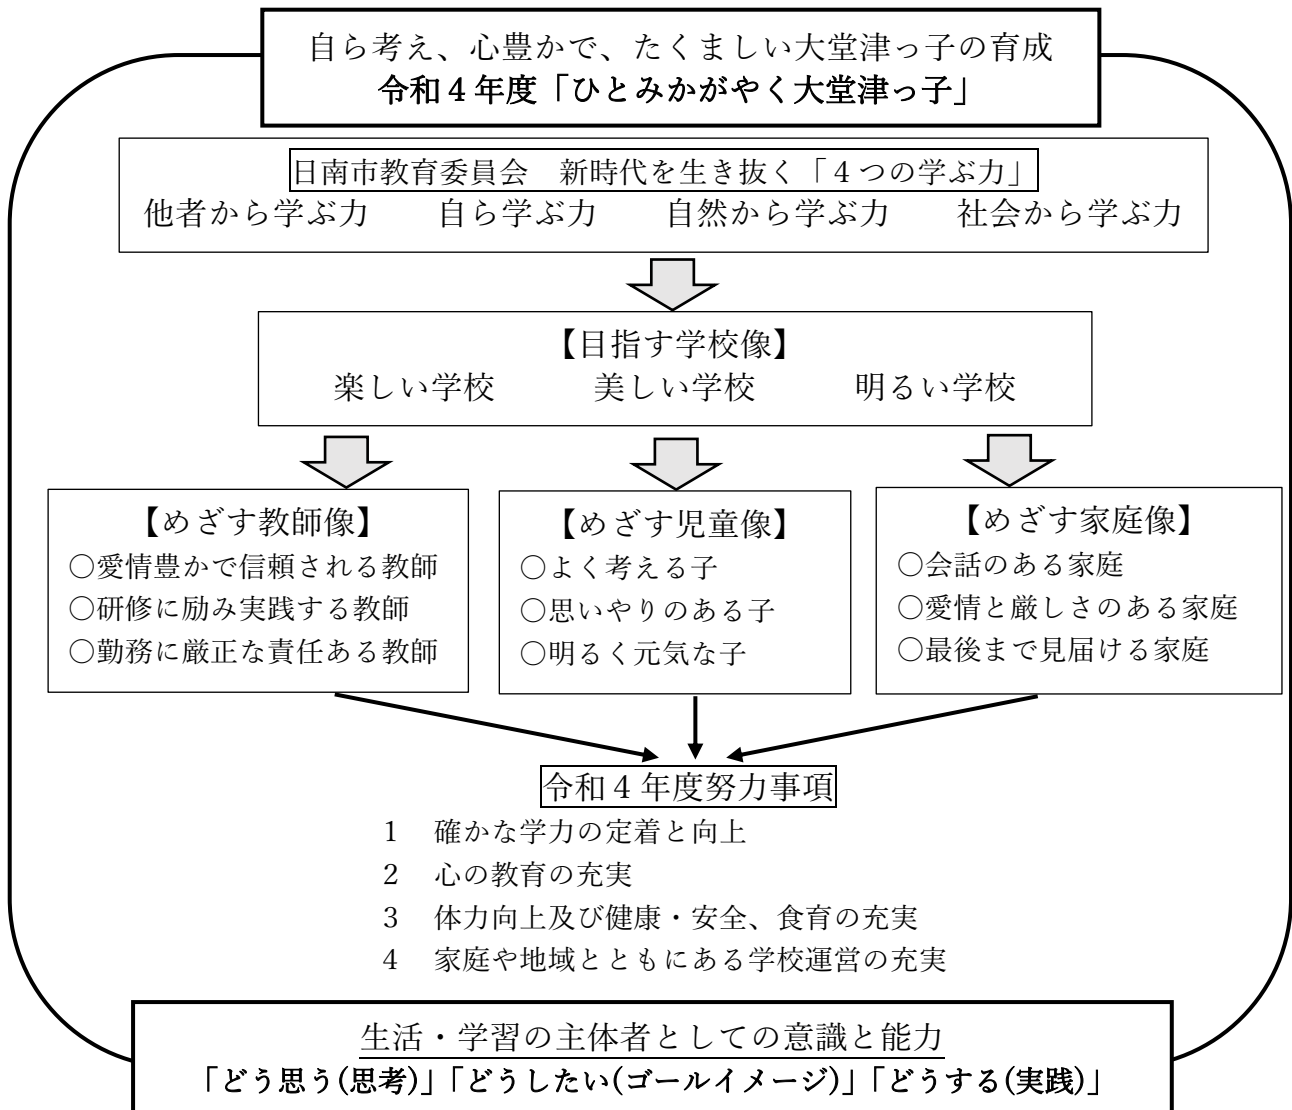 自ら考え、心豊かで、たくましい大堂津っ子の育成
令和4年度「ひとみかがやく大堂津っ子」
日南市教育委員会　新時代を生き抜く「4つの学ぶ力」
他者から学ぶ力　自ら学ぶ力　自然から学ぶ力　社会から学ぶ力
【目指す学校像】
楽しい学校　美しい学校　明るい学校
【めざす教師像】
○愛情豊かで信頼される教師
○研修に励み実践する教師
○勤務に厳正な責任ある教師
【めざす児童像】
○よく考える子
○思いやりのある子
○明るく元気な子
【めざす家庭像】
○会話のある家庭
○愛情と厳しさのある家庭
○最後まで見届ける家庭
令和4年度努力事項
1　確かな学力の定着と向上
2　心の教育の充実
3　体力向上及び健康・安全、食育の充実
4　家庭や地域とともにある学校運営の充実
生活・学習の主体者としての意識と能力
「どう思う(思考)」「どうしたい(ゴールイメージ)」「どうする(実践)」